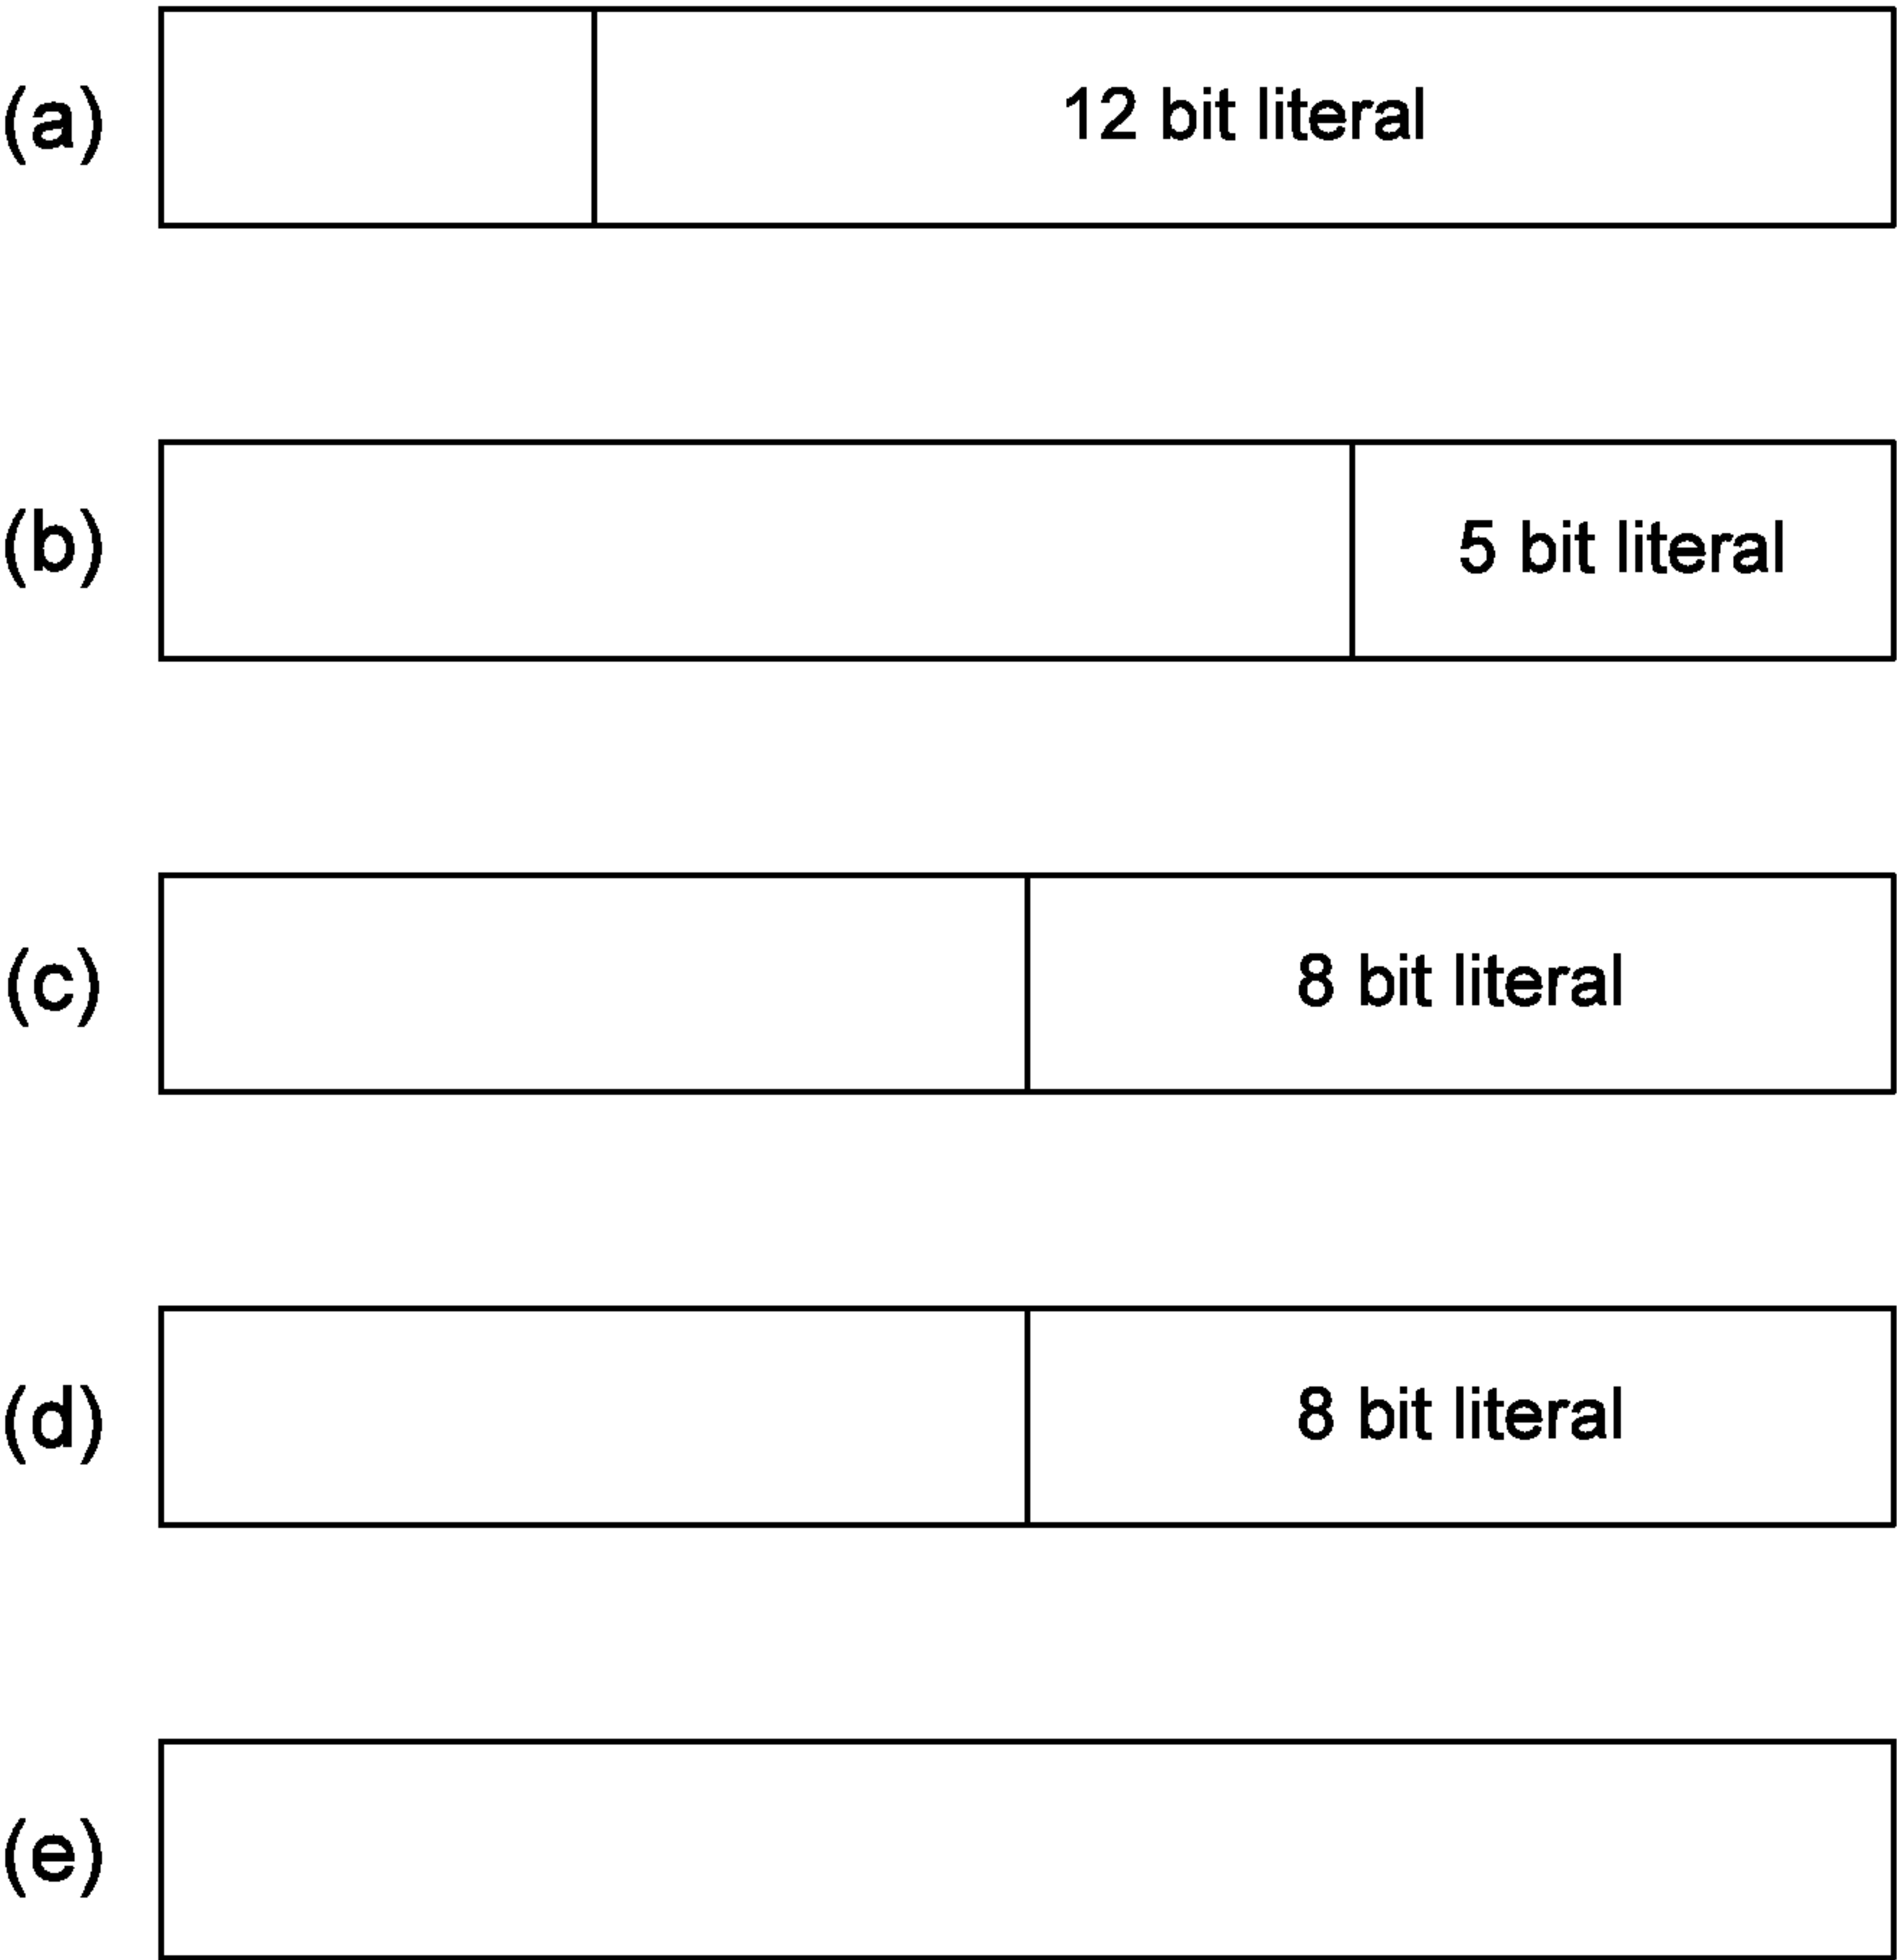 (a) 12 bit literal
(b) 5 bit literal
(c) 8 bit literal
(d) 8 bit literal
(e)